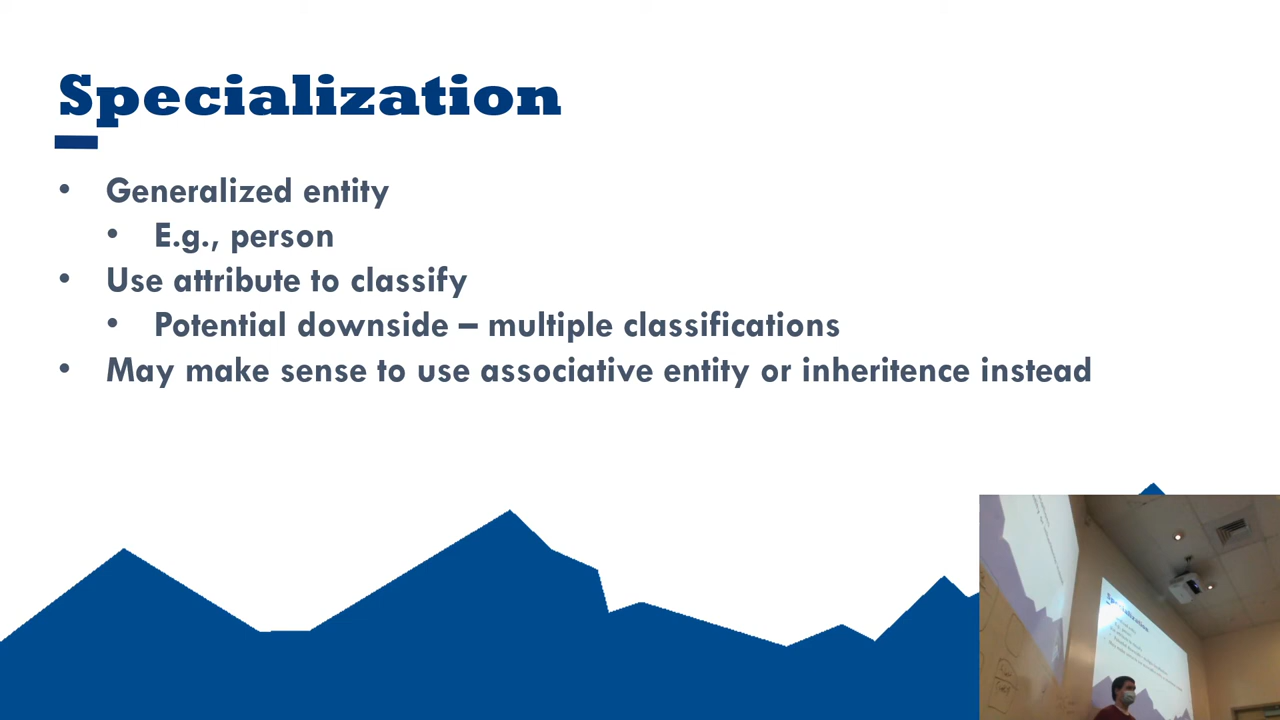 Specialization
• Generalized entity
• E.g., person
• Use attribute to classify
• Potential downside – multiple classifications
• May make sense to use associative entity or inheritence instead
Specialization